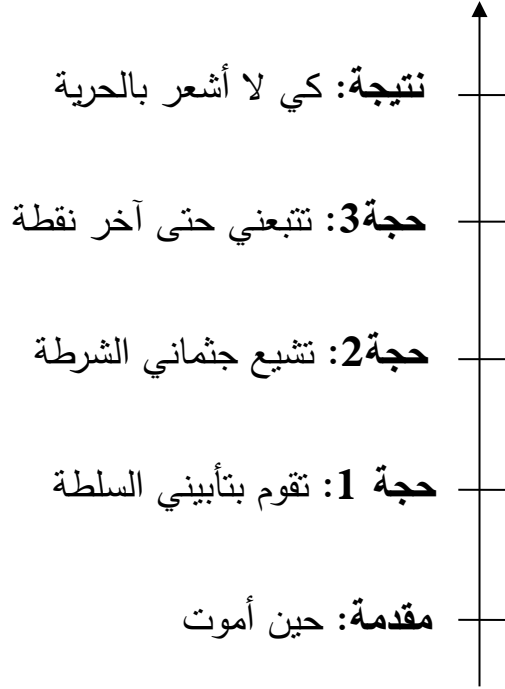 نتيجة: كي لا أشعر بالحرية
حجة3: تتبعني حتى آخر نقطة
حجة2: تشيع جثماني الشرطة
حجة 1: تقوم بتأبيني السلطة
مقدمة: حين أموت